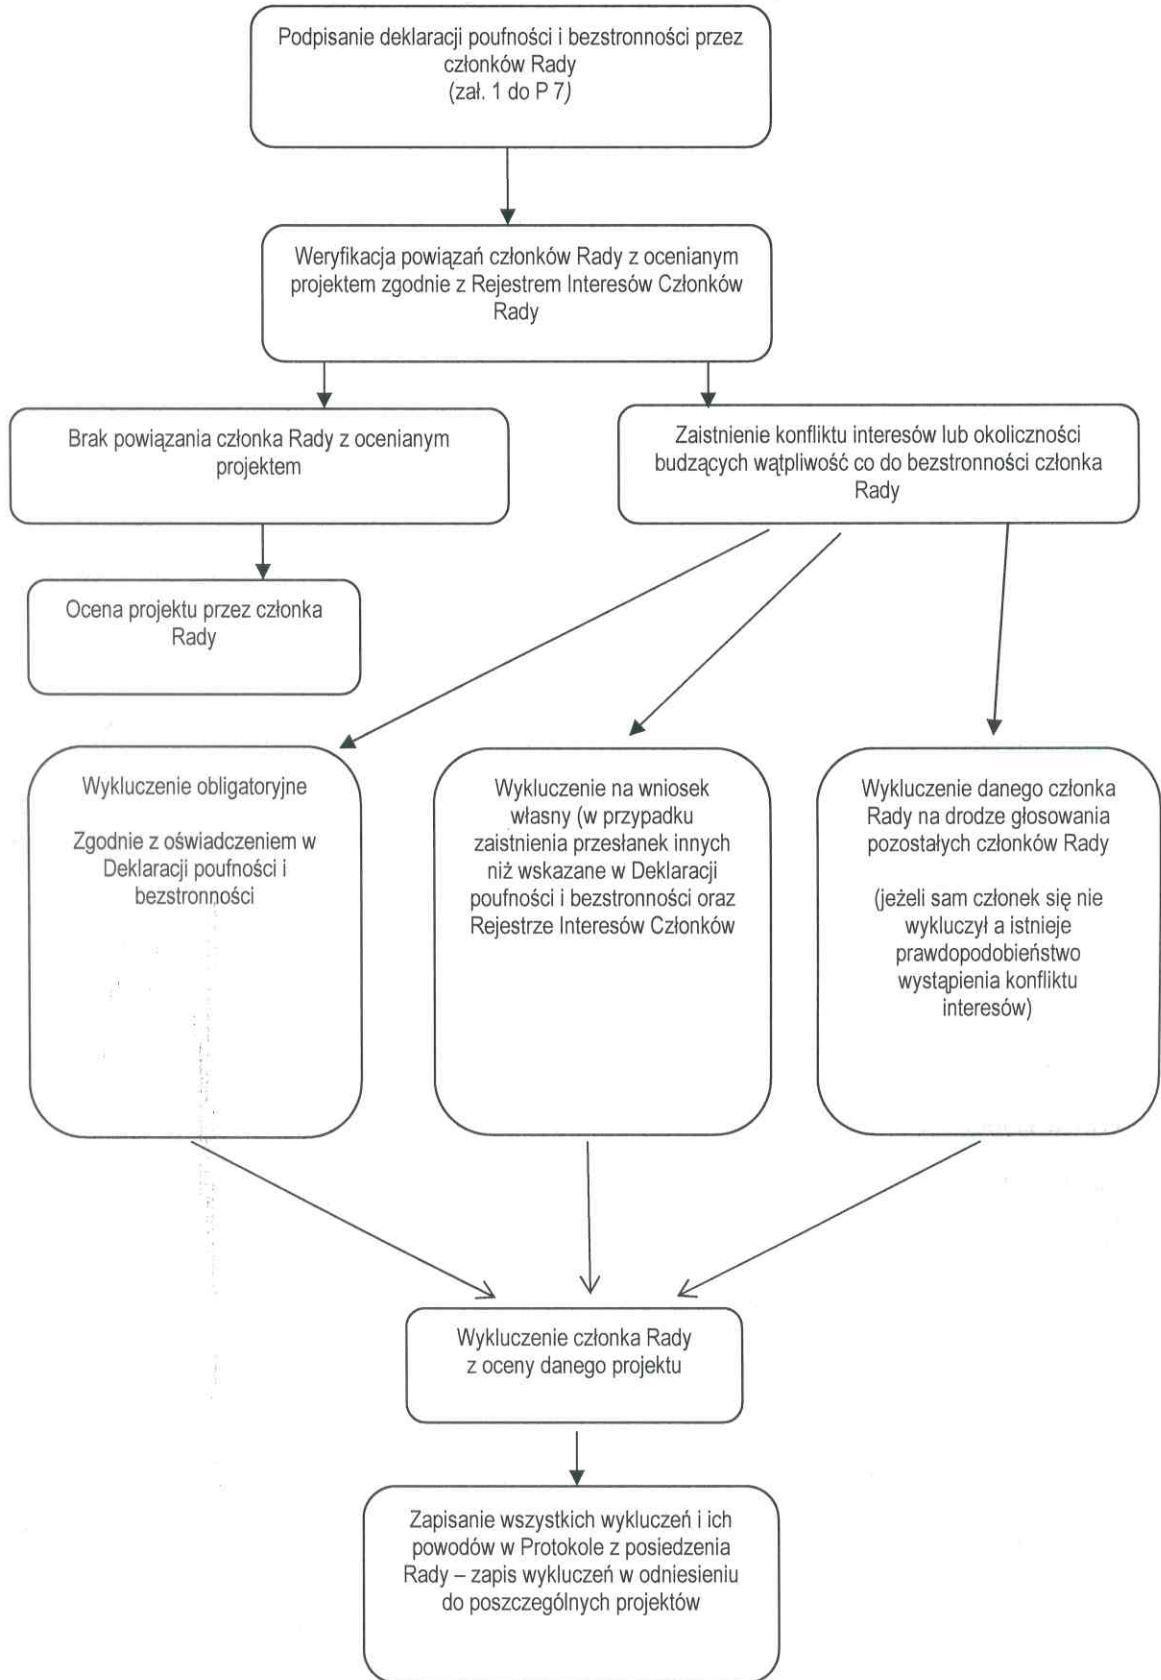 Podpisanie deklaracji poufności i bezstronności przez
członków Rady
(zał. 1 do P 7)
Weryfikacja powiązań członków Rady z ocenianym
projektem zgodnie z Rejestrem Interesów Członków
Rady
Brak powiązania członka Rady z ocenianym
projektem
Zaistnienie konfliktu interesów lub okoliczności
budzących wątpliwość co do bezstronności członka
Rady
Ocena projektu przez członka
Rady
Wykluczenie obligatoryjne
Zgodnie z oświadczeniem w
Deklaracji poufności i
bezstronności
Wykluczenie na wniosek
własny (w przypadku
zaistnienia przesłanek innych
niż wskazane w Deklaracji
poufności i bezstronności oraz
Rejestrze Interesów Członków
Wykluczenie danego członka
Rady na drodze głosowania
pozostałych członków Rady
(jeżeli sam członek się nie
wykluczył a istnieje
prawdopodobieństwo
wystąpienia konfliktu
interesów)
Wykluczenie członka Rady
z oceny danego projektu
Zapisanie wszystkich wykluczeń i ich
powodów w Protokole z posiedzenia
Rady – zapis wykluczeń w odniesieniu
do poszczególnych projektów